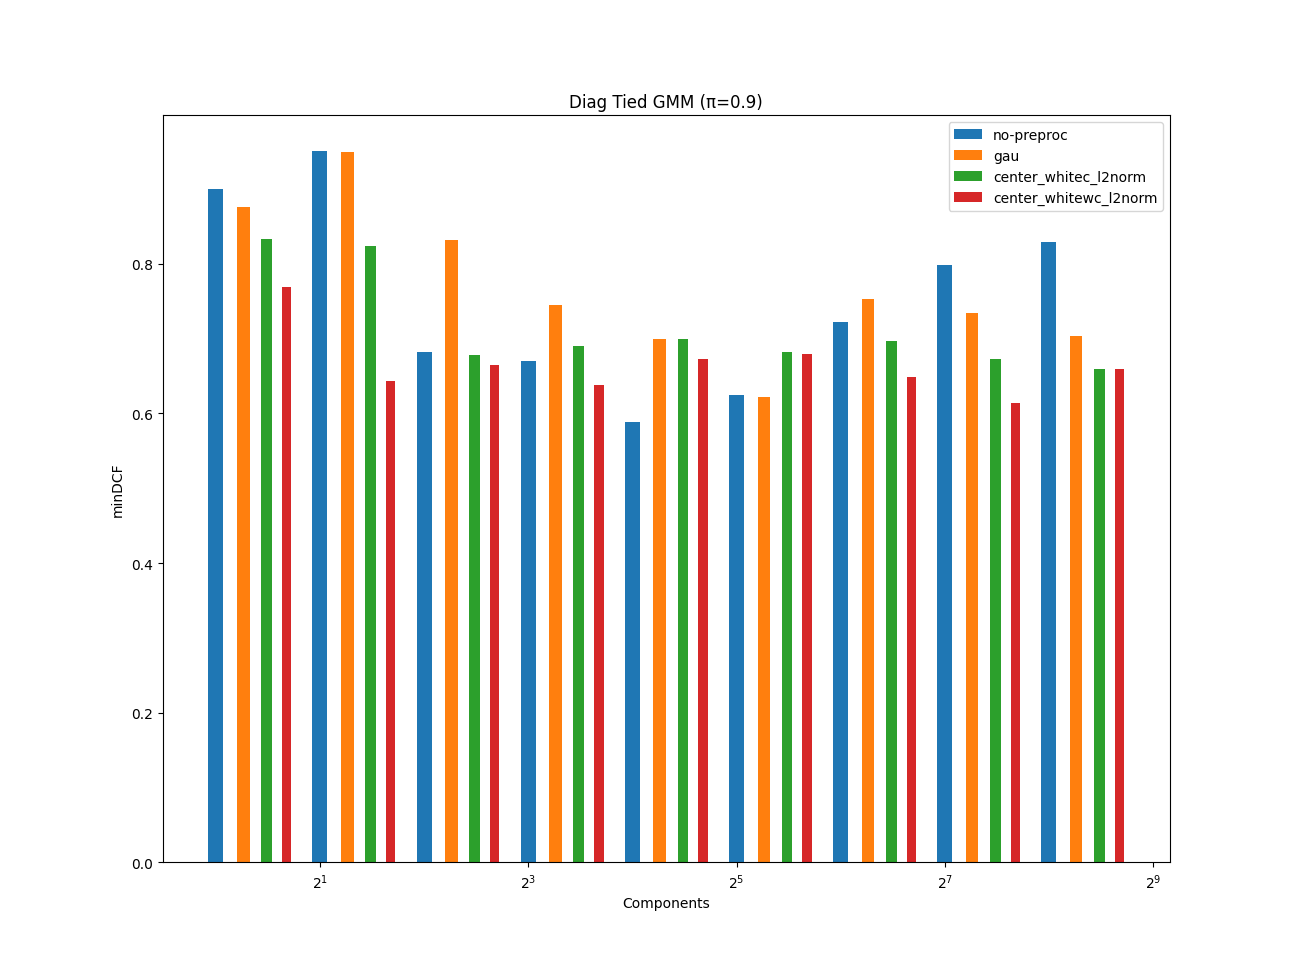 Diag Tied GMM (π=0.9)
no-preproc
gau
center_whitec_l2norm
center_whitewc_l2norm
minDCF
0.8
0.6
0.4
0.2
0.0
2¹ 2³ 2⁵ 2⁷ 2⁹
Components